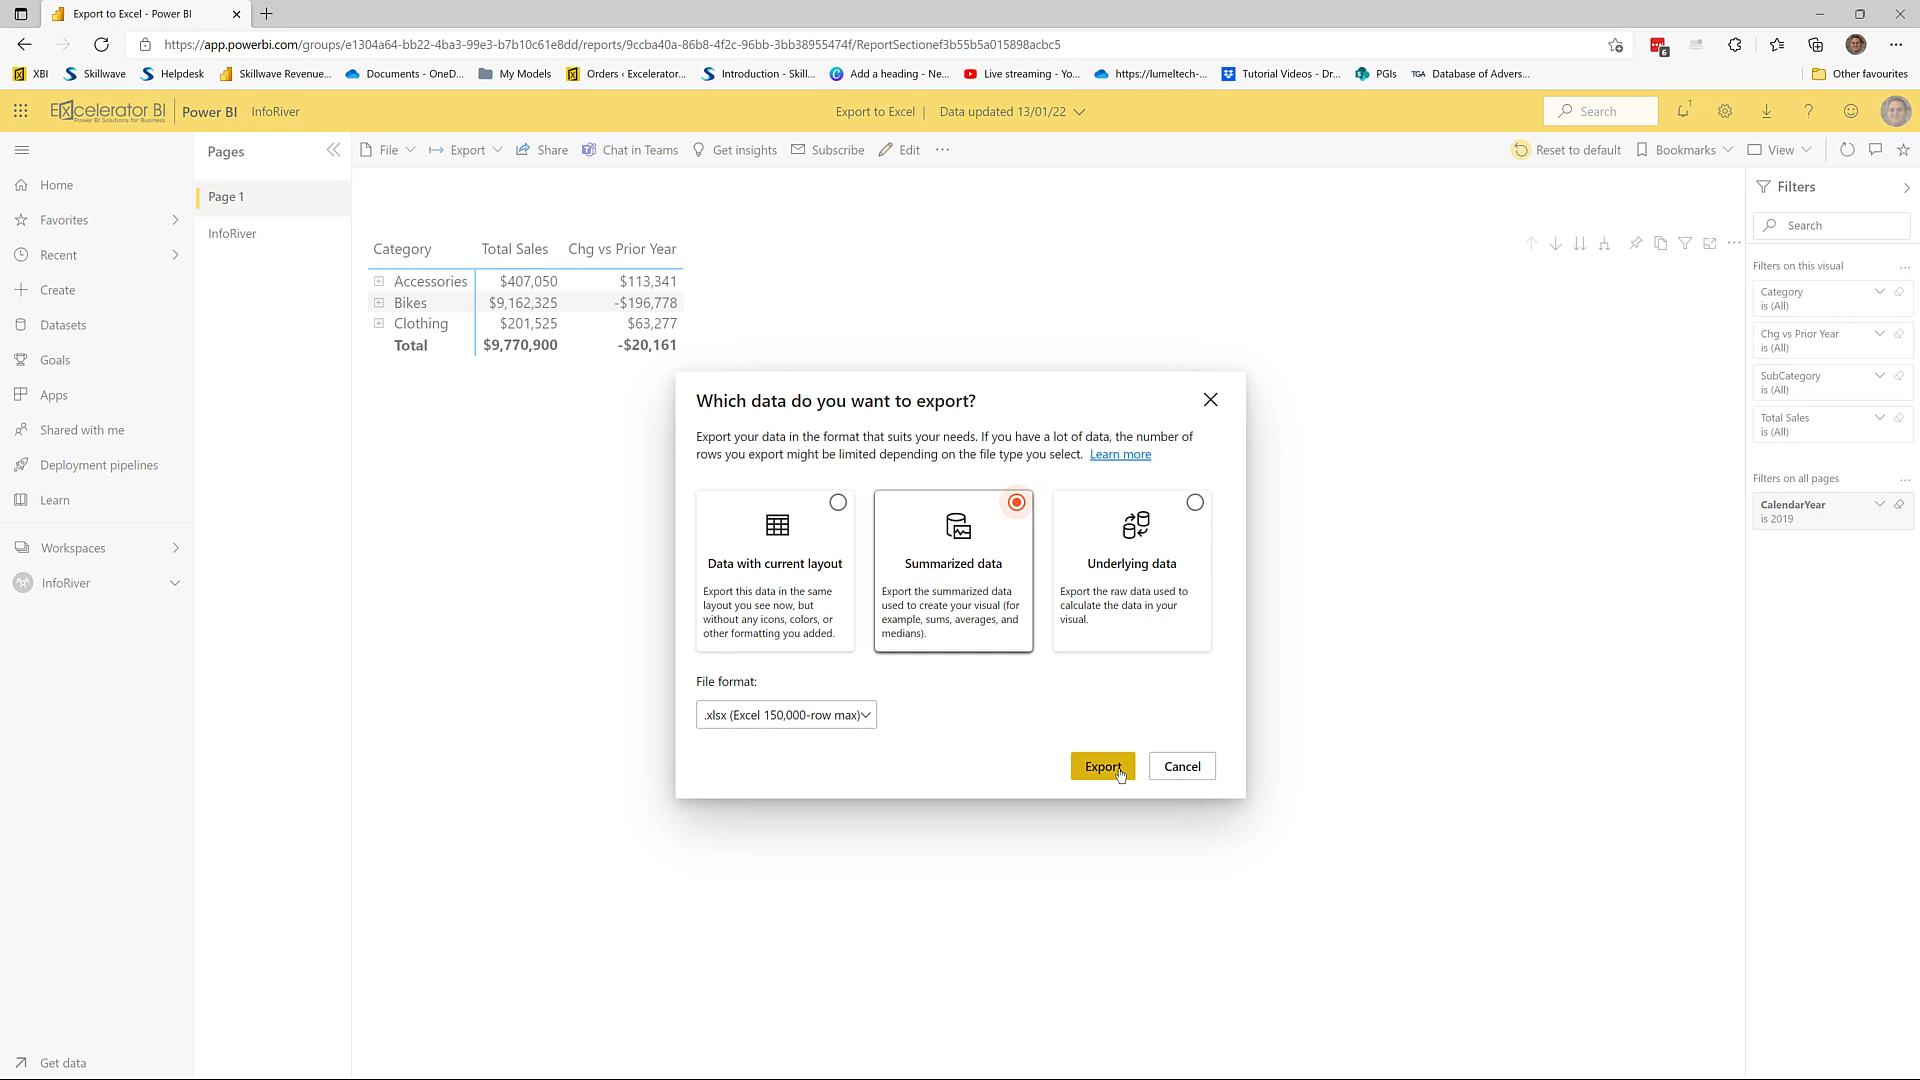 Export to Excel - Power BI
https://app.powerbi.com/groups/e1304a64-bb22-4ba3-99e3-b7b10c61e8dd/reports/9ccba40a-86b8-4f2c-96bb-3bb38955474f/ReportSectionef3b55b5a015898acbc5
6
XBI
Skillwave
Helpdesk
Skillwave Revenue...
Documents - OneD...
My Models
Orders ‹ Excelerator...
Introduction - Skill...
Add a heading - Ne...
Live streaming - Yo...
https://lumeltech-...
Tutorial Videos - Dr...
PGIs
TGA
Database of Advers...
Other favourites
EXcelerator BI
Power BI Solutions for Business
Power BI
InfoRiver
Export to Excel
Data updated 13/01/22
Search
1
Pages
File
Export
Share
Chat in Teams
Get insights
Subscribe
Edit
Reset to default
Bookmarks
View
Home
Favorites
Recent
Create
Datasets
Goals
Apps
Shared with me
Deployment pipelines
Learn
Workspaces
InfoRiver
Get data
Page 1
InfoRiver
Category Total Sales Chg vs Prior Year
Accessories $407,050 $113,341
Bikes $9,162,325 -$196,778
Clothing $201,525 $63,277
Total $9,770,900 -$20,161
Which data do you want to export?
Export your data in the format that suits your needs. If you have a lot of data, the number of
rows you export might be limited depending on the file type you select. Learn more
Data with current layout
Export this data in the same
layout you see now, but
without any icons, colors, or
other formatting you added.
Summarized data
Export the summarized data
used to create your visual (for
example, sums, averages, and
medians).
Underlying data
Export the raw data used to
calculate the data in your
visual.
File format:
.xlsx (Excel 150,000-row max)
Export
Cancel
Filters
Search
Filters on this visual
Category
is (All)
Chg vs Prior Year
is (All)
SubCategory
is (All)
Total Sales
is (All)
Filters on all pages
CalendarYear
is 2019